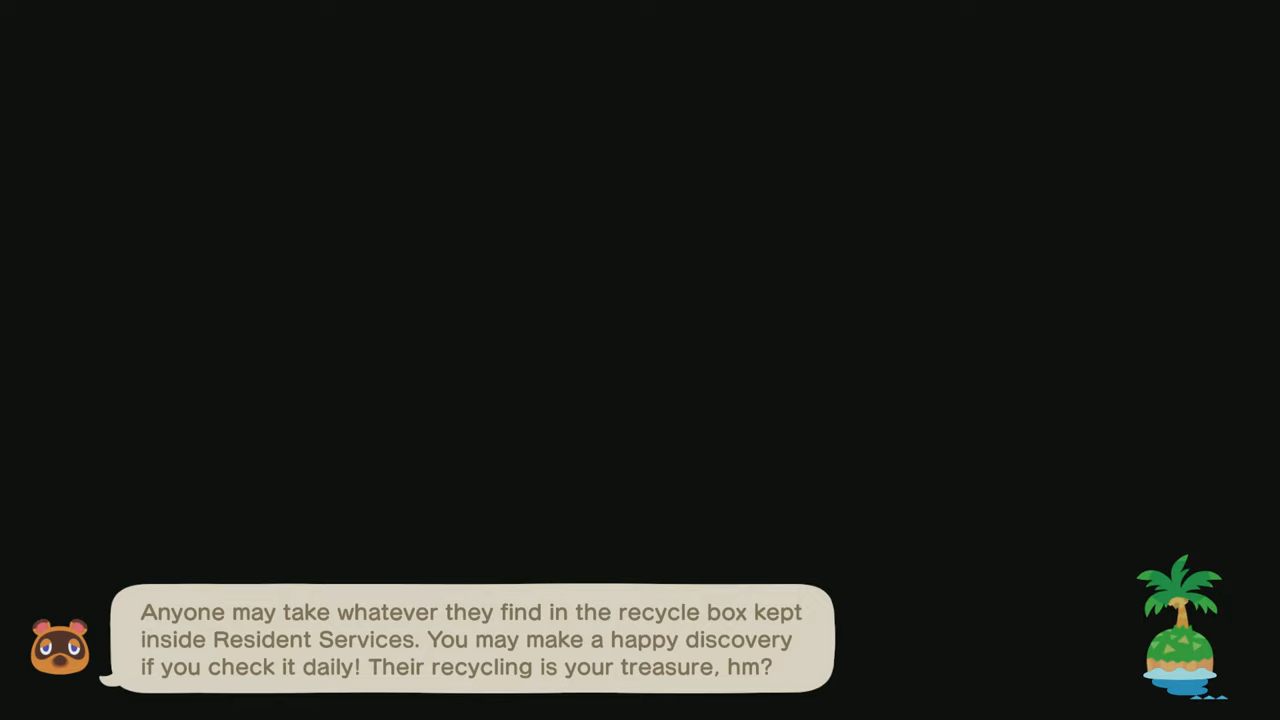 Anyone may take whatever they find in the recycle box kept
inside Resident Services. You may make a happy discovery
if you check it daily! Their recycling is your treasure, hm?